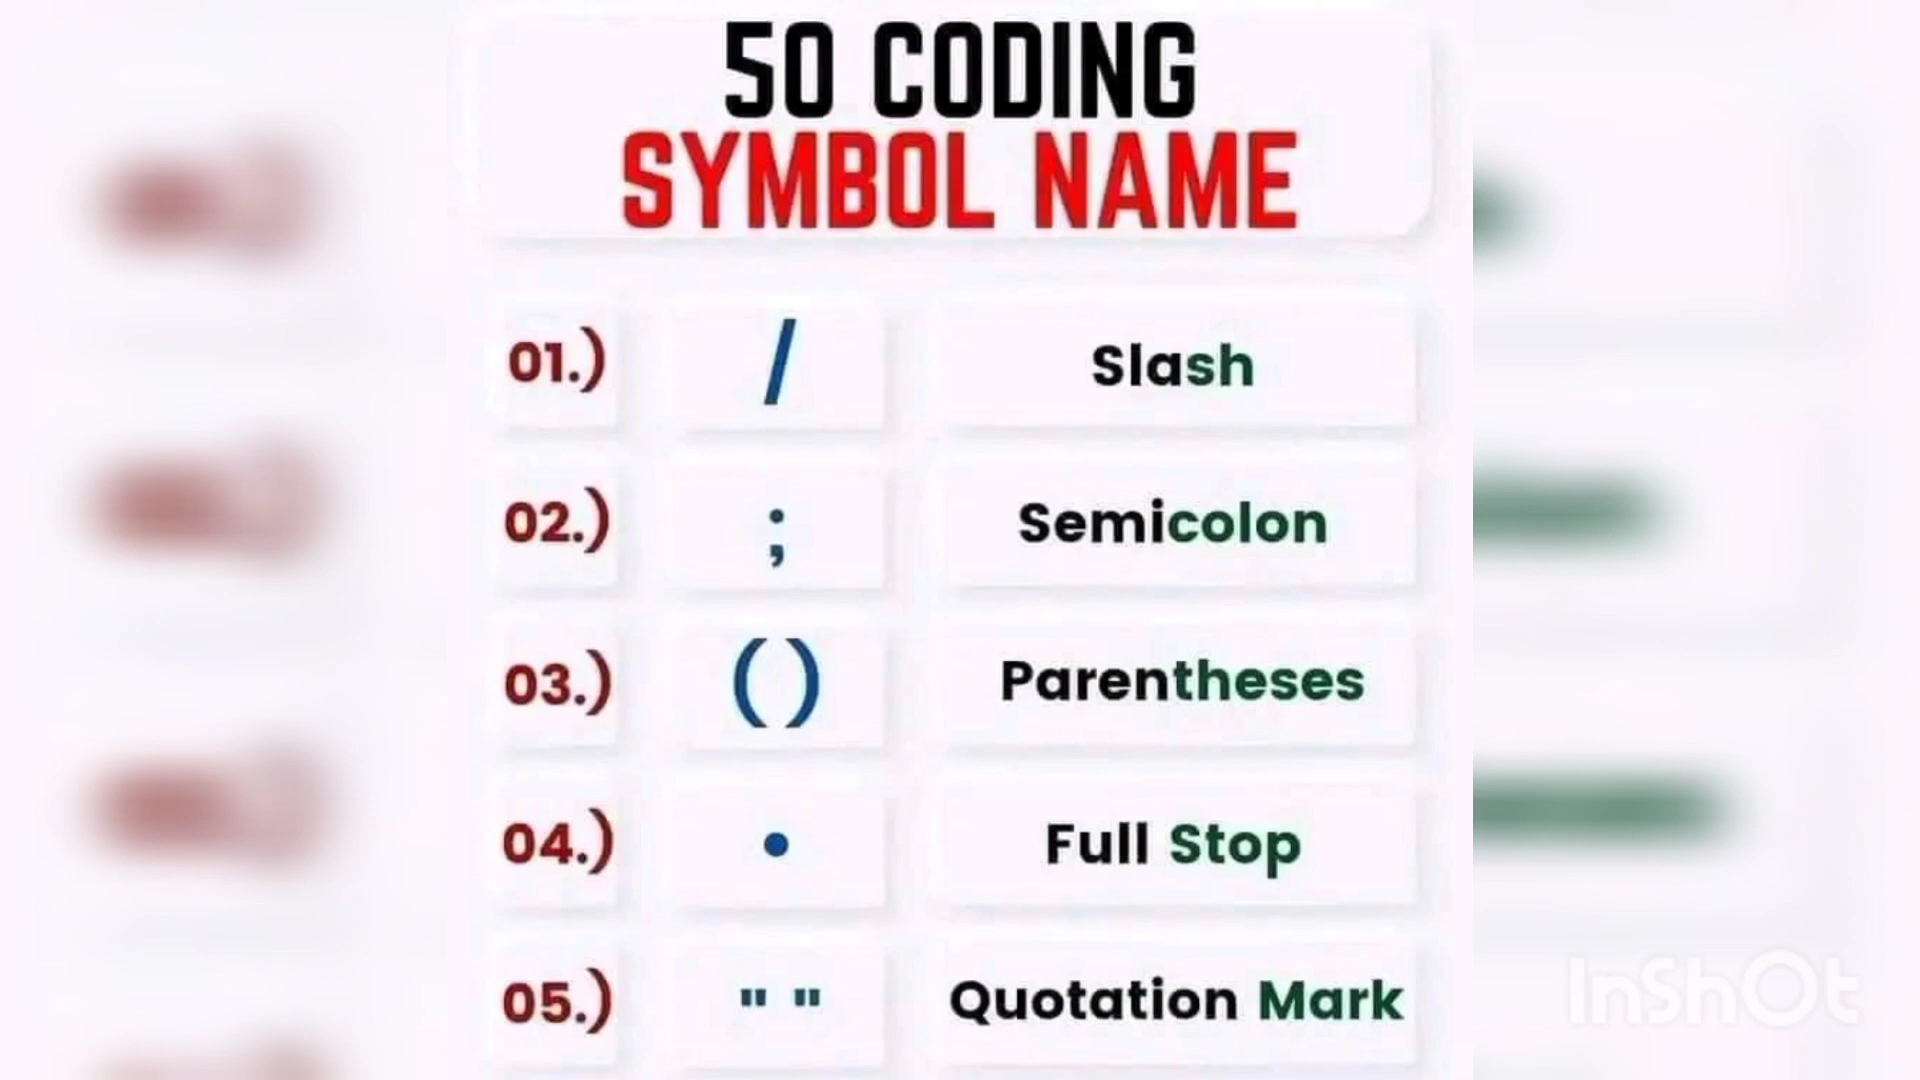 50 CODING
SYMBOL NAME
01.) / Slash
02.) ; Semicolon
03.) ( ) Parentheses
04.) • Full Stop
05.) " " Quotation Mark
InShOt